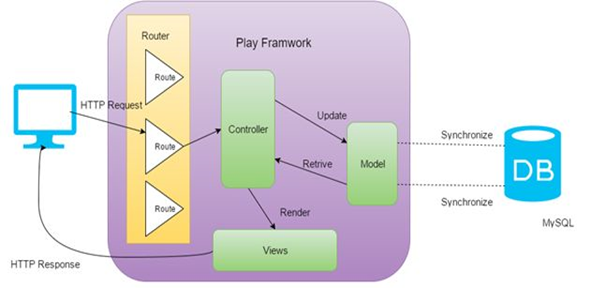 Router
Play Framwork
Route
HTTP Request
Route
Controller
Update
Model
Retrive
Synchronize
DB
Synchronize
MySQL
Route
Render
Views
HTTP Response